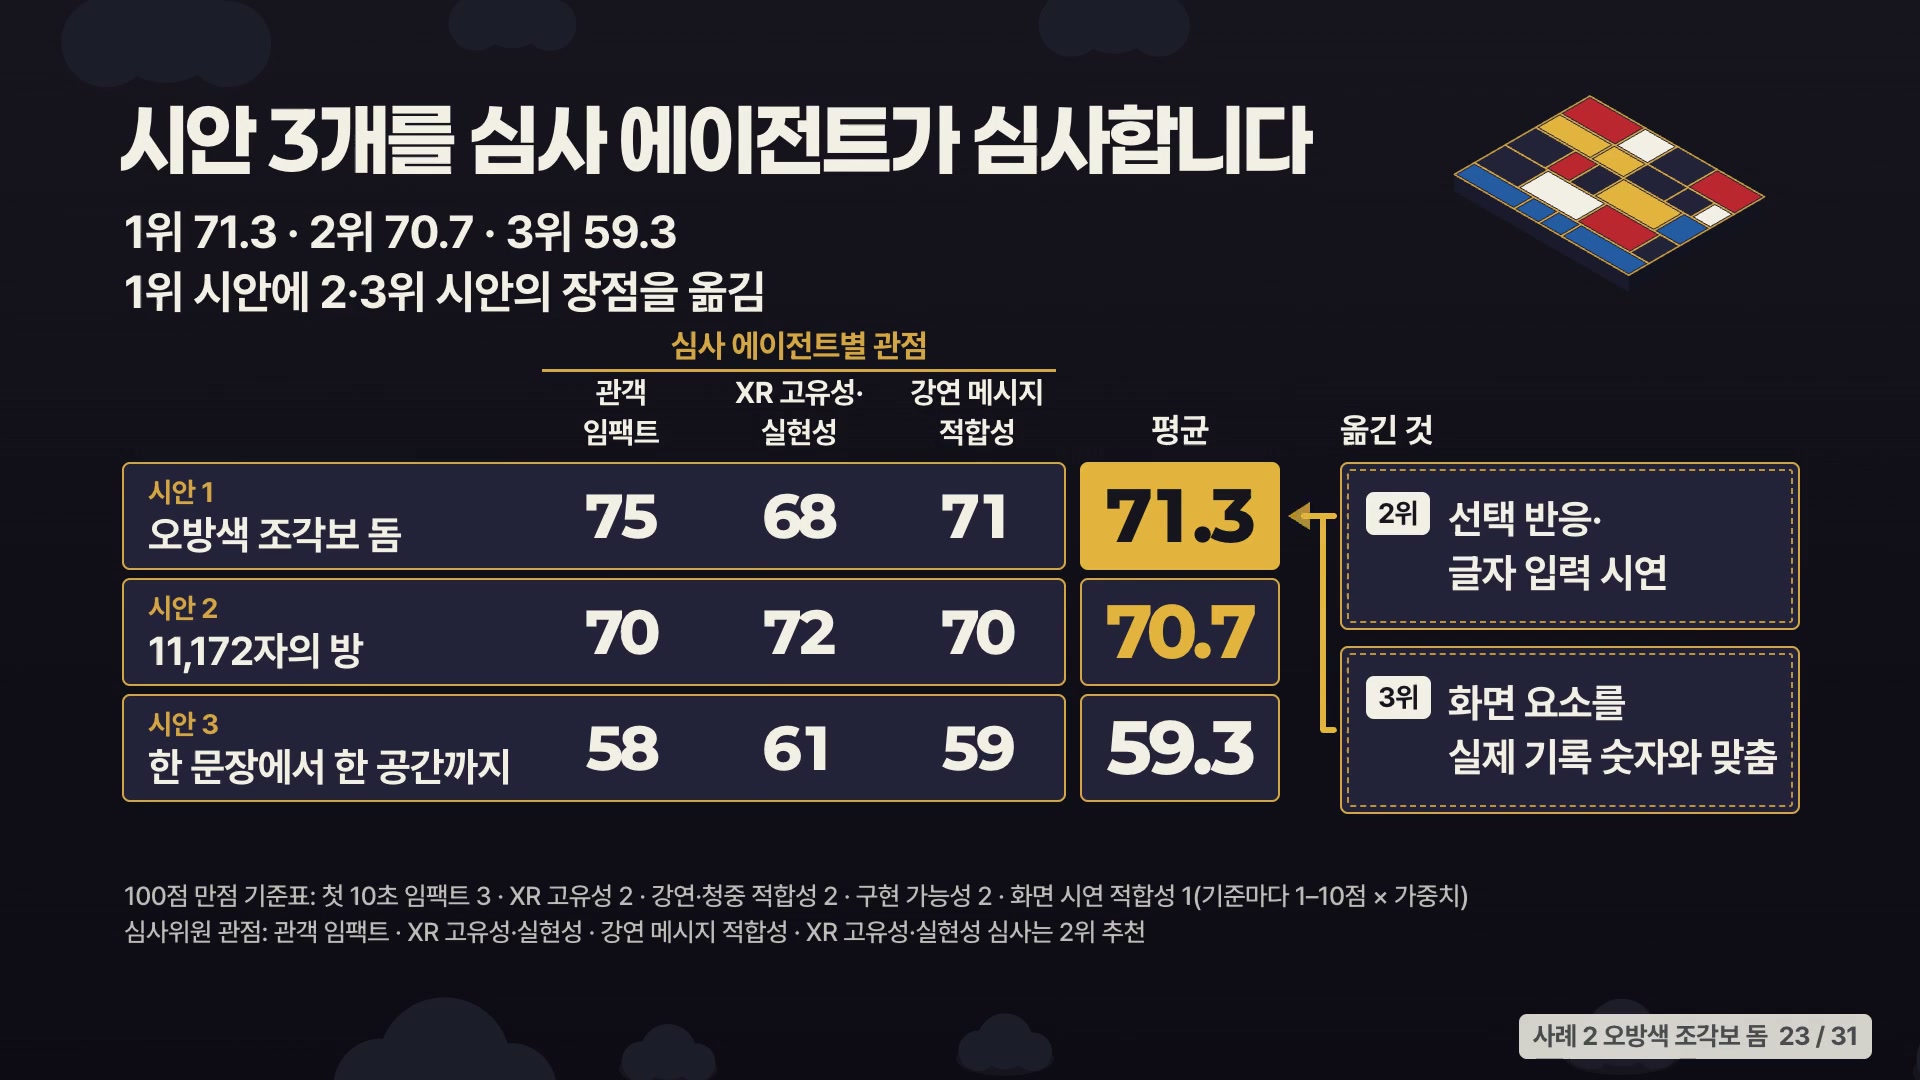 시안 3개를 심사 에이전트가 심사합니다
1위 71.3 · 2위 70.7 · 3위 59.3
1위 시안에 2·3위 시안의 장점을 옮김
심사 에이전트별 관점
관객
임팩트
XR 고유성·
실현성
강연 메시지
적합성
평균
옮긴 것
시안 1
오방색 조각보 돔
75
68
71
71.3
시안 2
11,172자의 방
70
72
70
70.7
시안 3
한 문장에서 한 공간까지
58
61
59
59.3
2위
선택 반응·
글자 입력 시연
3위
화면 요소를
실제 기록 숫자와 맞춤
100점 만점 기준표: 첫 10초 임팩트 3 · XR 고유성 2 · 강연·청중 적합성 2 · 구현 가능성 2 · 화면 시연 적합성 1(기준마다 1–10점 × 가중치)
심사위원 관점: 관객 임팩트 · XR 고유성·실현성 · 강연 메시지 적합성 · XR 고유성·실현성 심사는 2위 추천
사례 2 오방색 조각보 돔 23 / 31